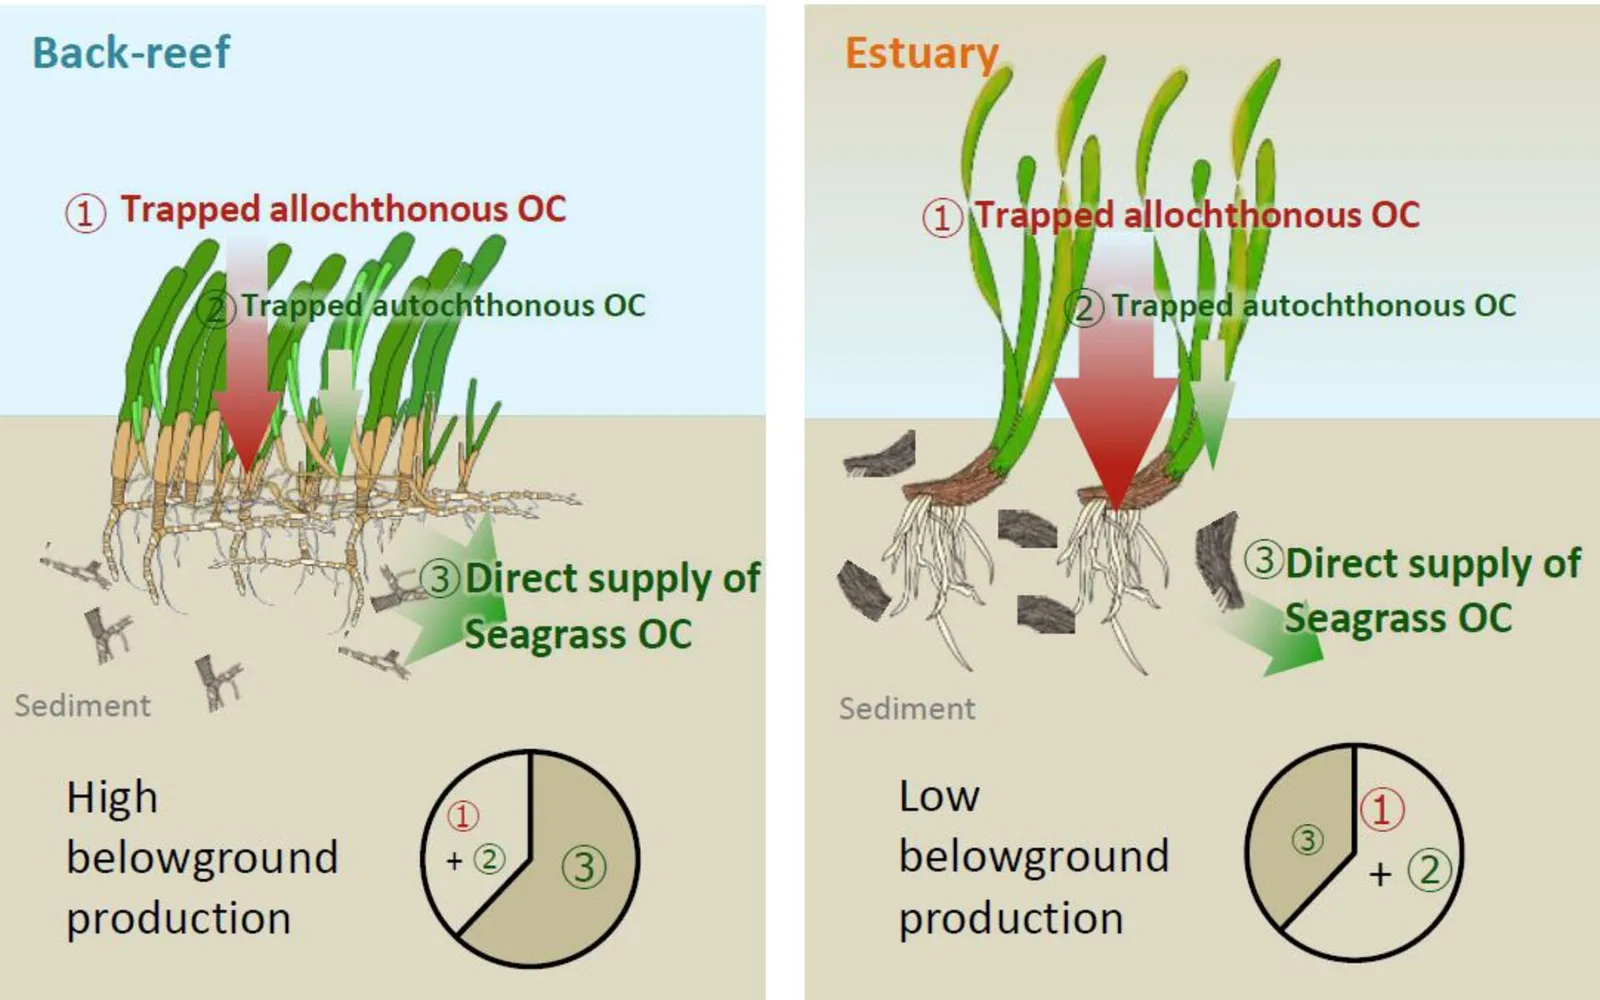 Back-reef
① Trapped allochthonous OC
② Trapped autochthonous OC
③ Direct supply of
Seagrass OC
Sediment
High
belowground
production
①
+ ②
③
Estuary
① Trapped allochthonous OC
② Trapped autochthonous OC
③ Direct supply of
Seagrass OC
Sediment
Low
belowground
production
③
①
+ ②